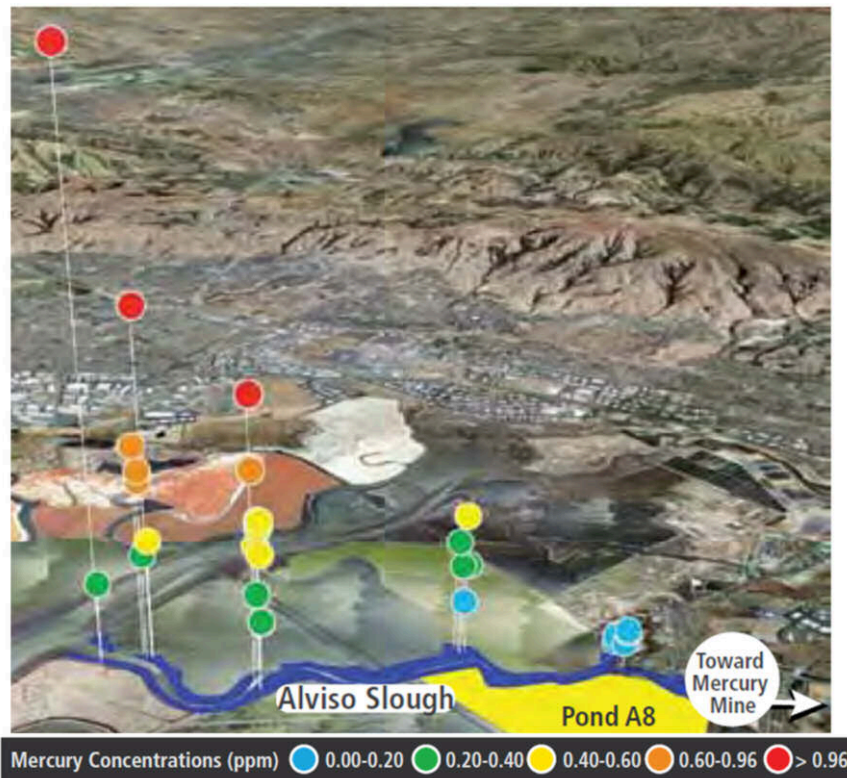 Toward
Mercury
Mine
Alviso Slough
Pond A8
Mercury Concentrations (ppm) 0.00-0.20 0.20-0.40 0.40-0.60 0.60-0.96 > 0.96